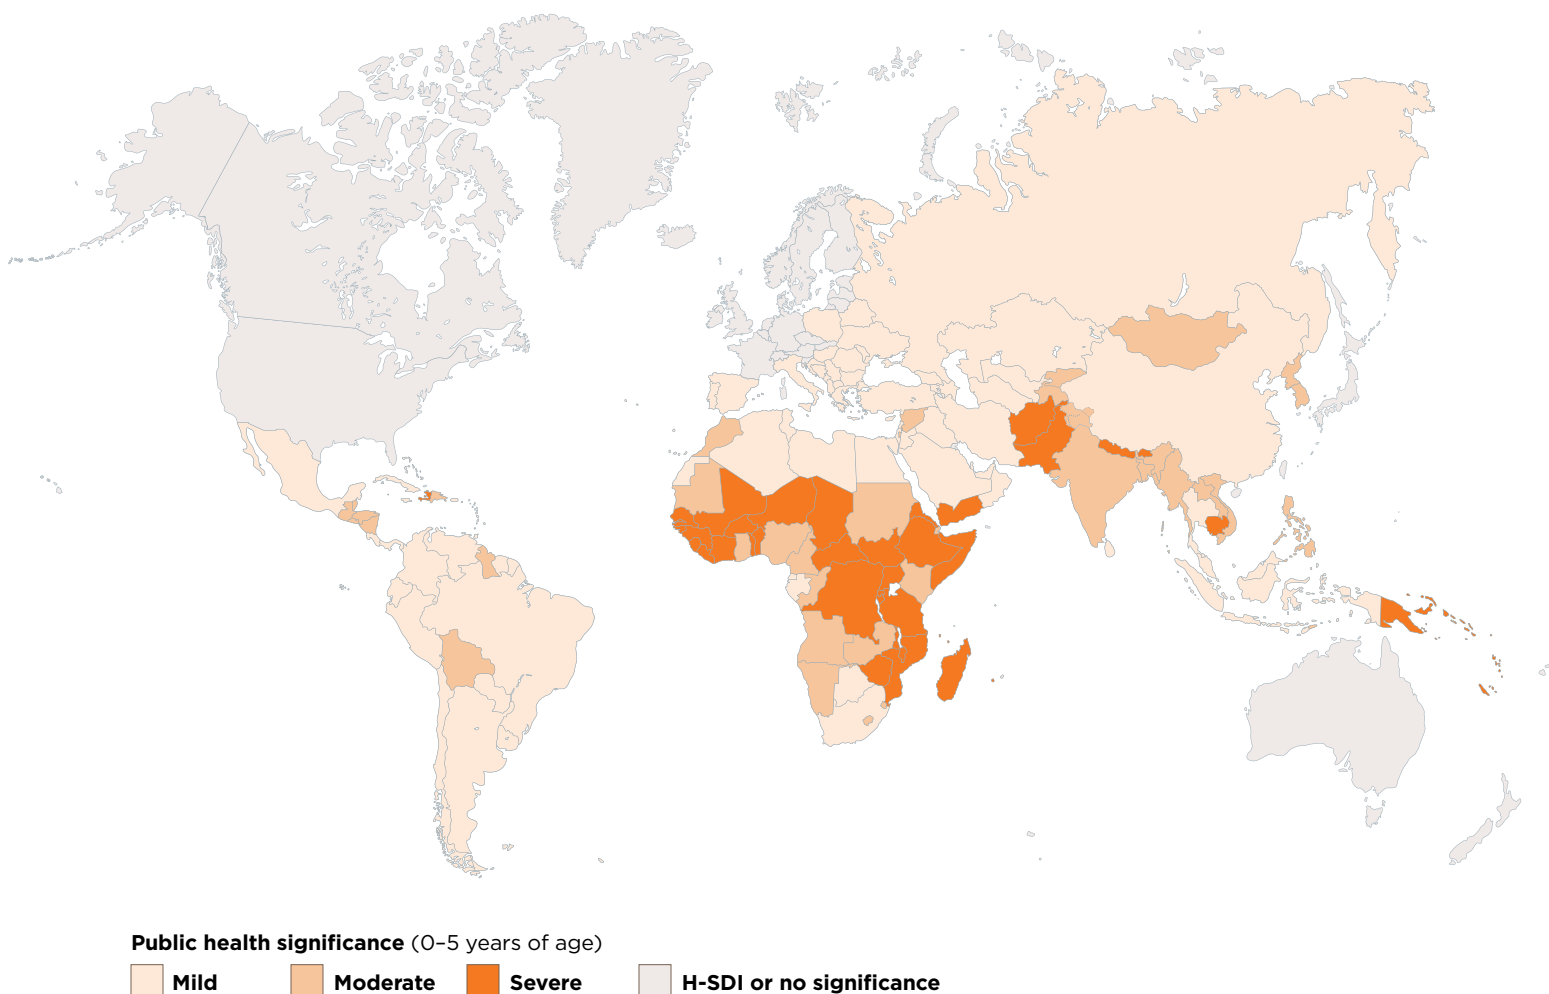 Public health significance (0–5 years of age)
Mild Moderate Severe H-SDI or no significance